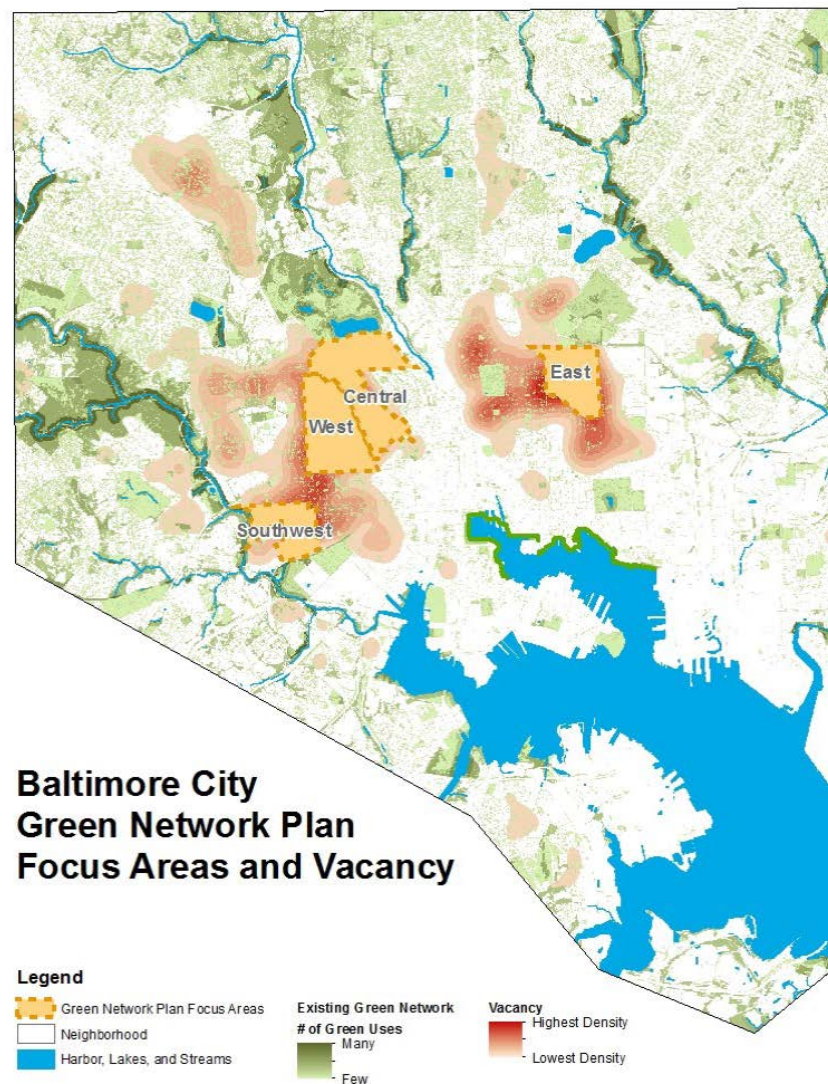 East
Central
West
Southwest
Baltimore City
Green Network Plan
Focus Areas and Vacancy
Legend
Green Network Plan Focus Areas
Neighborhood
Harbor, Lakes, and Streams
Existing Green Network
# of Green Uses
Many
Few
Vacancy
Highest Density
Lowest Density